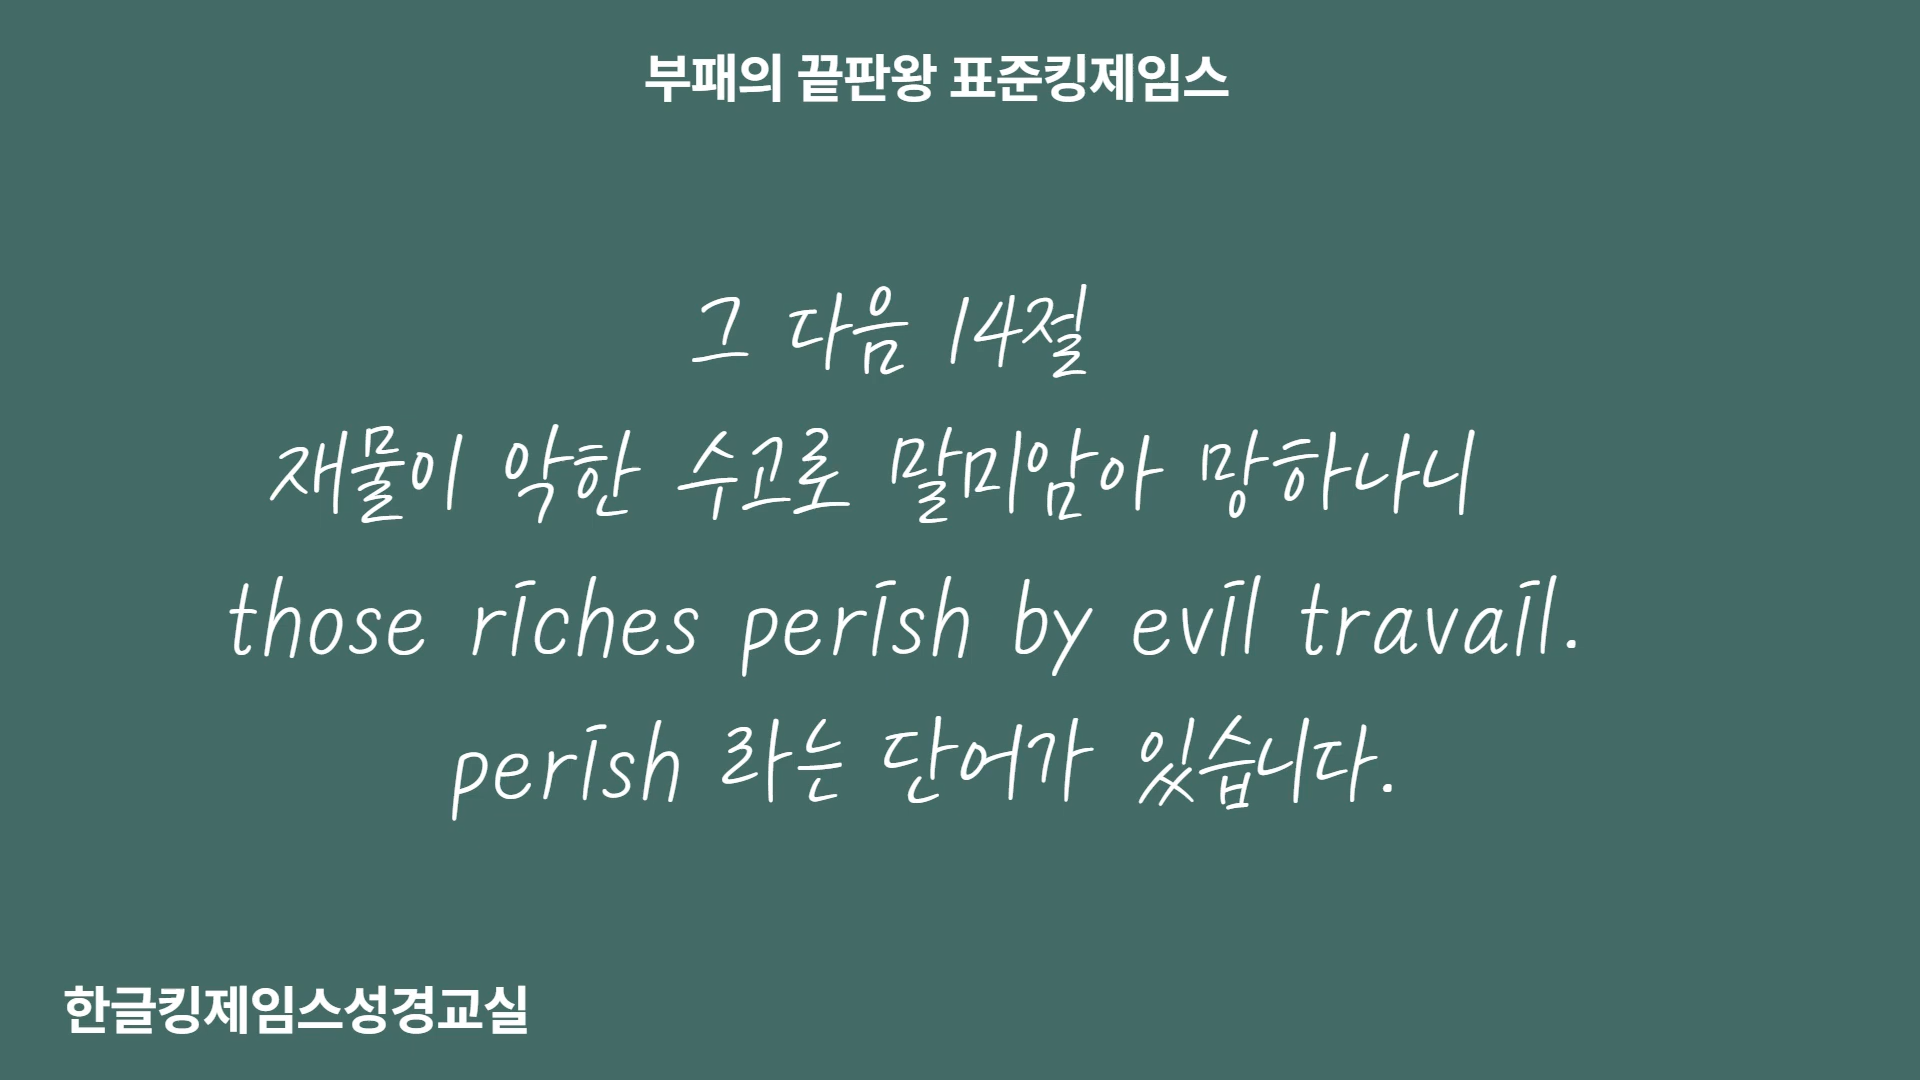 부패의 끝판왕 표준킹제임스
그 다음 14절
재물이 악한 수고로 말미암아 망하나니
those riches perish by evil travail.
perish 라는 단어가 있습니다.
한글킹제임스성경교실